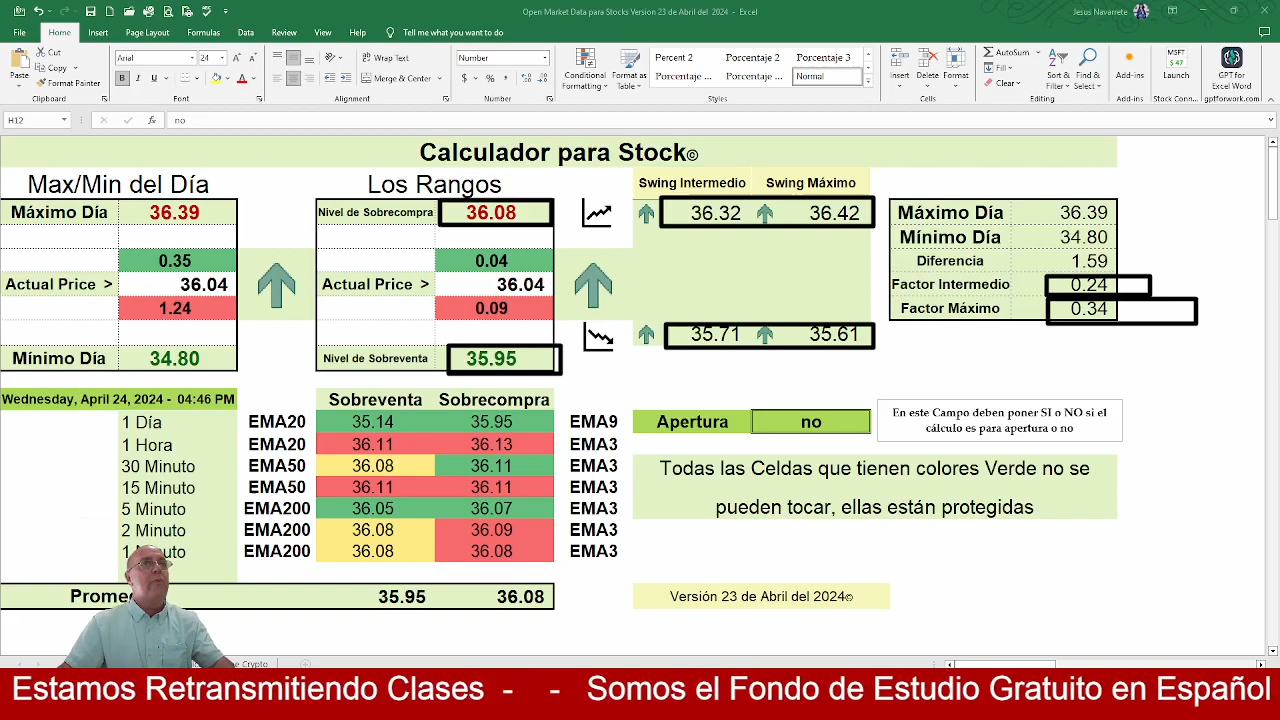 Open Market Data para Stocks Version 23 de Abril del 2024 - Excel
Jesus Navarrete
File Home Insert Page Layout Formulas Data Review View Help Tell me what you want to do
Paste
Cut
Copy
Format Painter
Clipboard
Arial 24
B I U
Font
Wrap Text
Merge & Center
Alignment
Number
$ % ,
Number
Conditional Formatting
Format as Table
Percent 2 Porcentaje 2 Porcentaje 3
Porcentaje ... Porcentaje ... Normal
Styles
Insert Delete Format
Cells
AutoSum
Fill
Clear
Sort & Filter
Find & Select
Editing
Add-ins
Add-ins
MSFT
$ 47
Launch
Stock Conn...
GPT for Excel Word
gptforwork.com
H12 fx no
Calculador para Stock©
Max/Min del Día
Máximo Día 36.39
0.35
Actual Price > 36.04
1.24
Mínimo Día 34.80
Los Rangos
Nivel de Sobrecompra 36.08
0.04
Actual Price > 36.04
0.09
Nivel de Sobreventa 35.95
Swing Intermedio Swing Máximo
36.32 36.42
35.71 35.61
Máximo Día 36.39
Mínimo Día 34.80
Diferencia 1.59
Factor Intermedio 0.24
Factor Máximo 0.34
Wednesday, April 24, 2024 - 04:46 PM
Sobreventa Sobrecompra
1 Día EMA20 35.14 35.95 EMA9
1 Hora EMA20 36.11 36.13 EMA3
30 Minuto EMA50 36.08 36.11 EMA3
15 Minuto EMA50 36.11 36.11 EMA3
5 Minuto EMA200 36.05 36.07 EMA3
2 Minuto EMA200 36.08 36.09 EMA3
EMA200 36.08 36.08 EMA3
35.95 36.08
Apertura no
En este Campo deben poner SI o NO si el
cálculo es para apertura o no
Todas las Celdas que tienen colores Verde no se
pueden tocar, ellas están protegidas
Versión 23 de Abril del 2024©
Crypto
Estamos Retransmitiendo Clases - - Somos el Fondo de Estudio Gratuito en Español